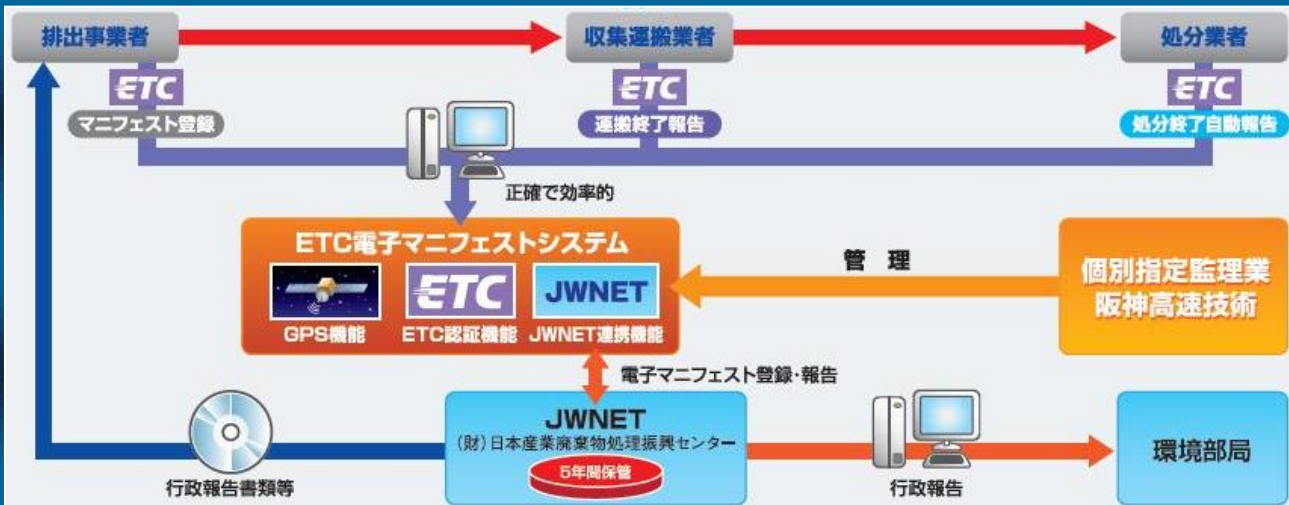 排出事業者
収集運搬業者
処分業者
ETC
ETC
ETC
マニフェスト登録
運搬終了報告
処分終了自動報告
正確で効率的
ETC電子マニフェストシステム
ETC
JWNET
GPS機能
ETC認証機能
JWNET連携機能
管 理
個別指定監理業
阪神高速技術
電子マニフェスト登録・報告
JWNET
(財)日本産業廃棄物処理振興センター
5年間保管
環境部局
行政報告書類等
行政報告